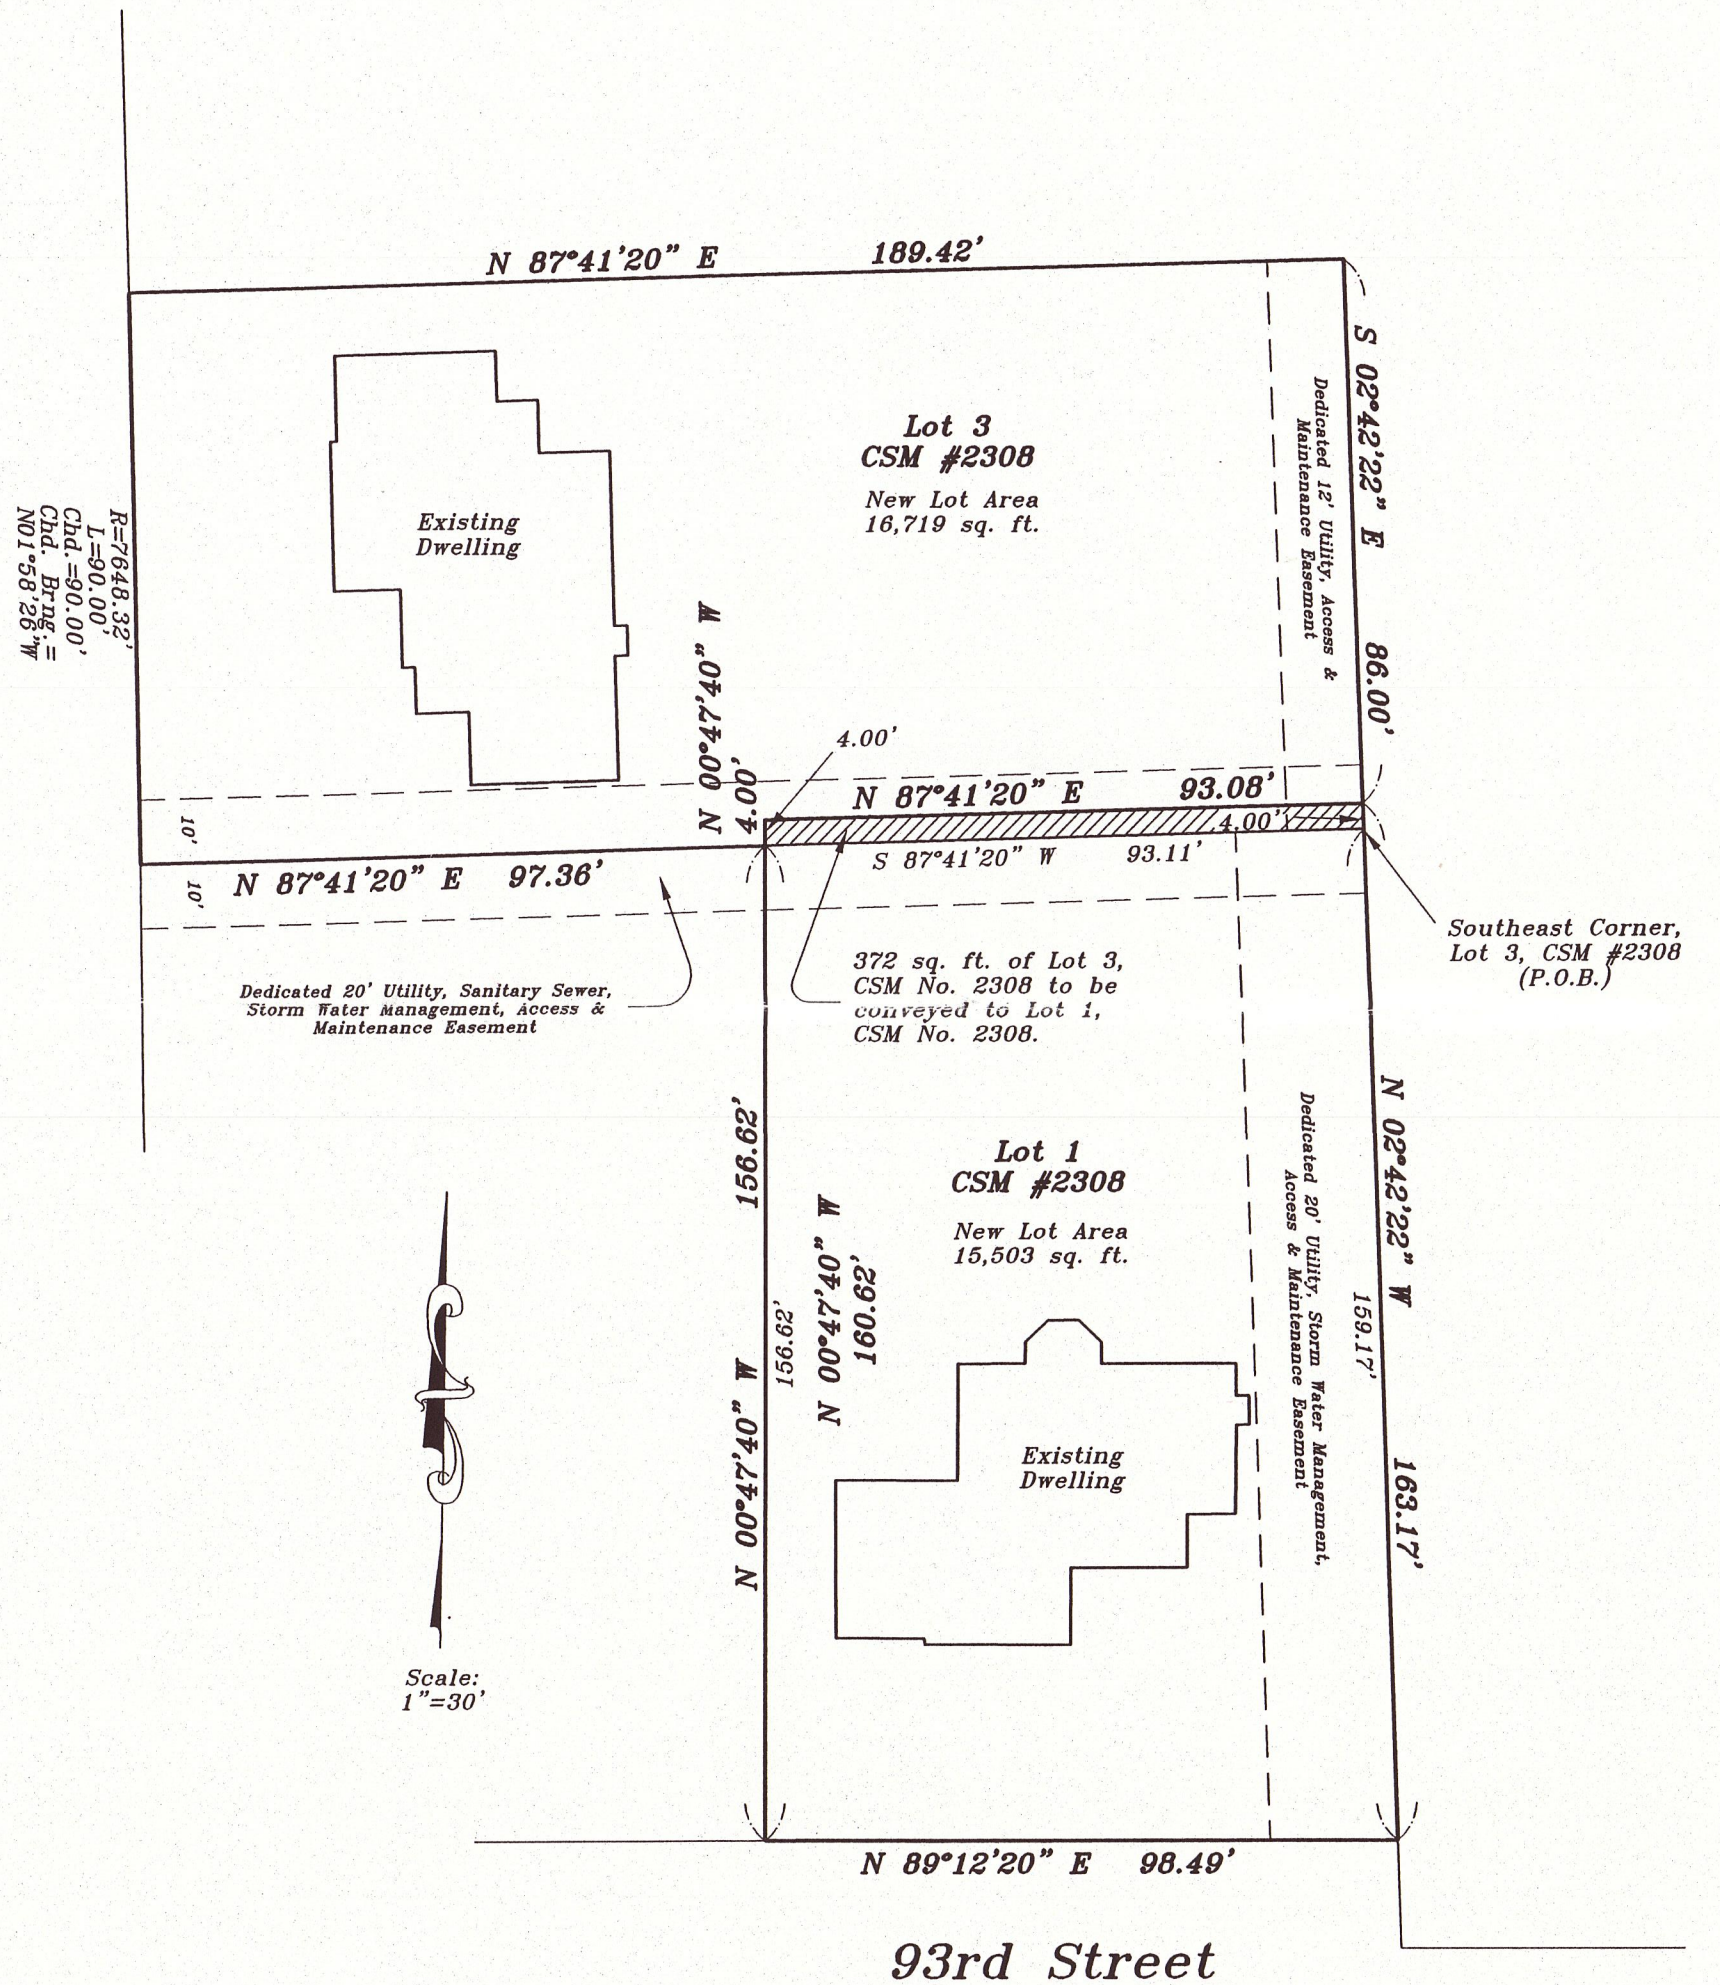 N 87°41'20" E 189.42'
S 02°42'22" E 86.00'
Dedicated 12' Utility, Access &
Maintenance Easement
Lot 3
CSM #2308
New Lot Area
16,719 sq. ft.
Existing
Dwelling
R=7648.32'
L=90.00'
Chd.=90.00'
Chd. Brng.=
N01°58'26"W
N 00°47'40" W
4.00'
4.00'
N 87°41'20" E 93.08'
4.00'
S 87°41'20" W 93.11'
10'
10'
N 87°41'20" E 97.36'
Dedicated 20' Utility, Sanitary Sewer,
Storm Water Management, Access &
Maintenance Easement
372 sq. ft. of Lot 3,
CSM No. 2308 to be
conveyed to Lot 1,
CSM No. 2308.
Southeast Corner,
Lot 3, CSM #2308
(P.O.B.)
N 02°42'22" W 163.17'
159.17'
Dedicated 20' Utility, Storm Water Management,
Access & Maintenance Easement
Lot 1
CSM #2308
New Lot Area
15,503 sq. ft.
N 00°47'40" W 156.62'
156.62'
N 00°47'40" W
160.62'
Existing
Dwelling
Scale:
1"=30'
N 89°12'20" E 98.49'
93rd Street